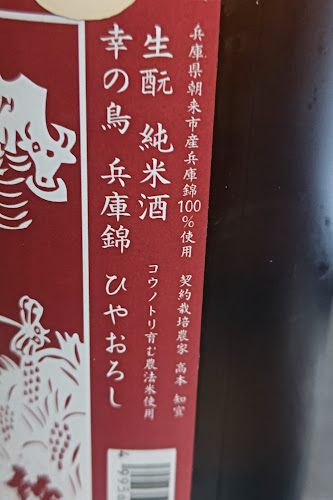 兵庫県朝来市産兵庫錦100%使用 契約栽培農家 高本 知宜
生酛 純米酒 コウノトリ育む農法米使用
幸の鳥 兵庫錦 ひやおろし